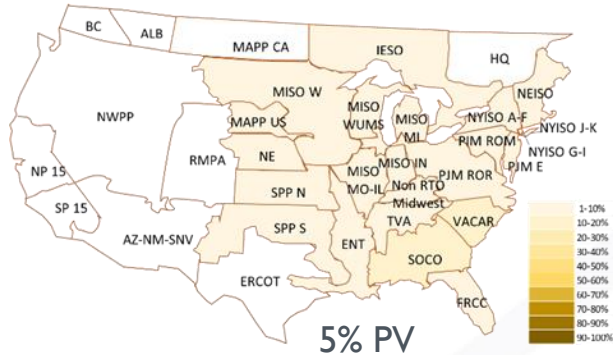 BC
ALB
MAPP CA
IESO
HQ
MISO W
NEISO
NWPP
MAPP US
MISO
WUMS
MISO
MI
NYISO A-F
NYISO J-K
PJM ROM
NYISO G-I
PJM E
RMPA
NE
MISO
MO-IL
MISO IN
PJM ROR
NP 15
SPP N
Non RTO
Midwest
SP 15
AZ-NM-SNV
SPP S
ENT
TVA
VACAR
ERCOT
SOCO
FRCC
1-10%
10-20%
20-30%
30-40%
40-50%
50-60%
60-70%
70-80%
80-90%
90-100%
5% PV